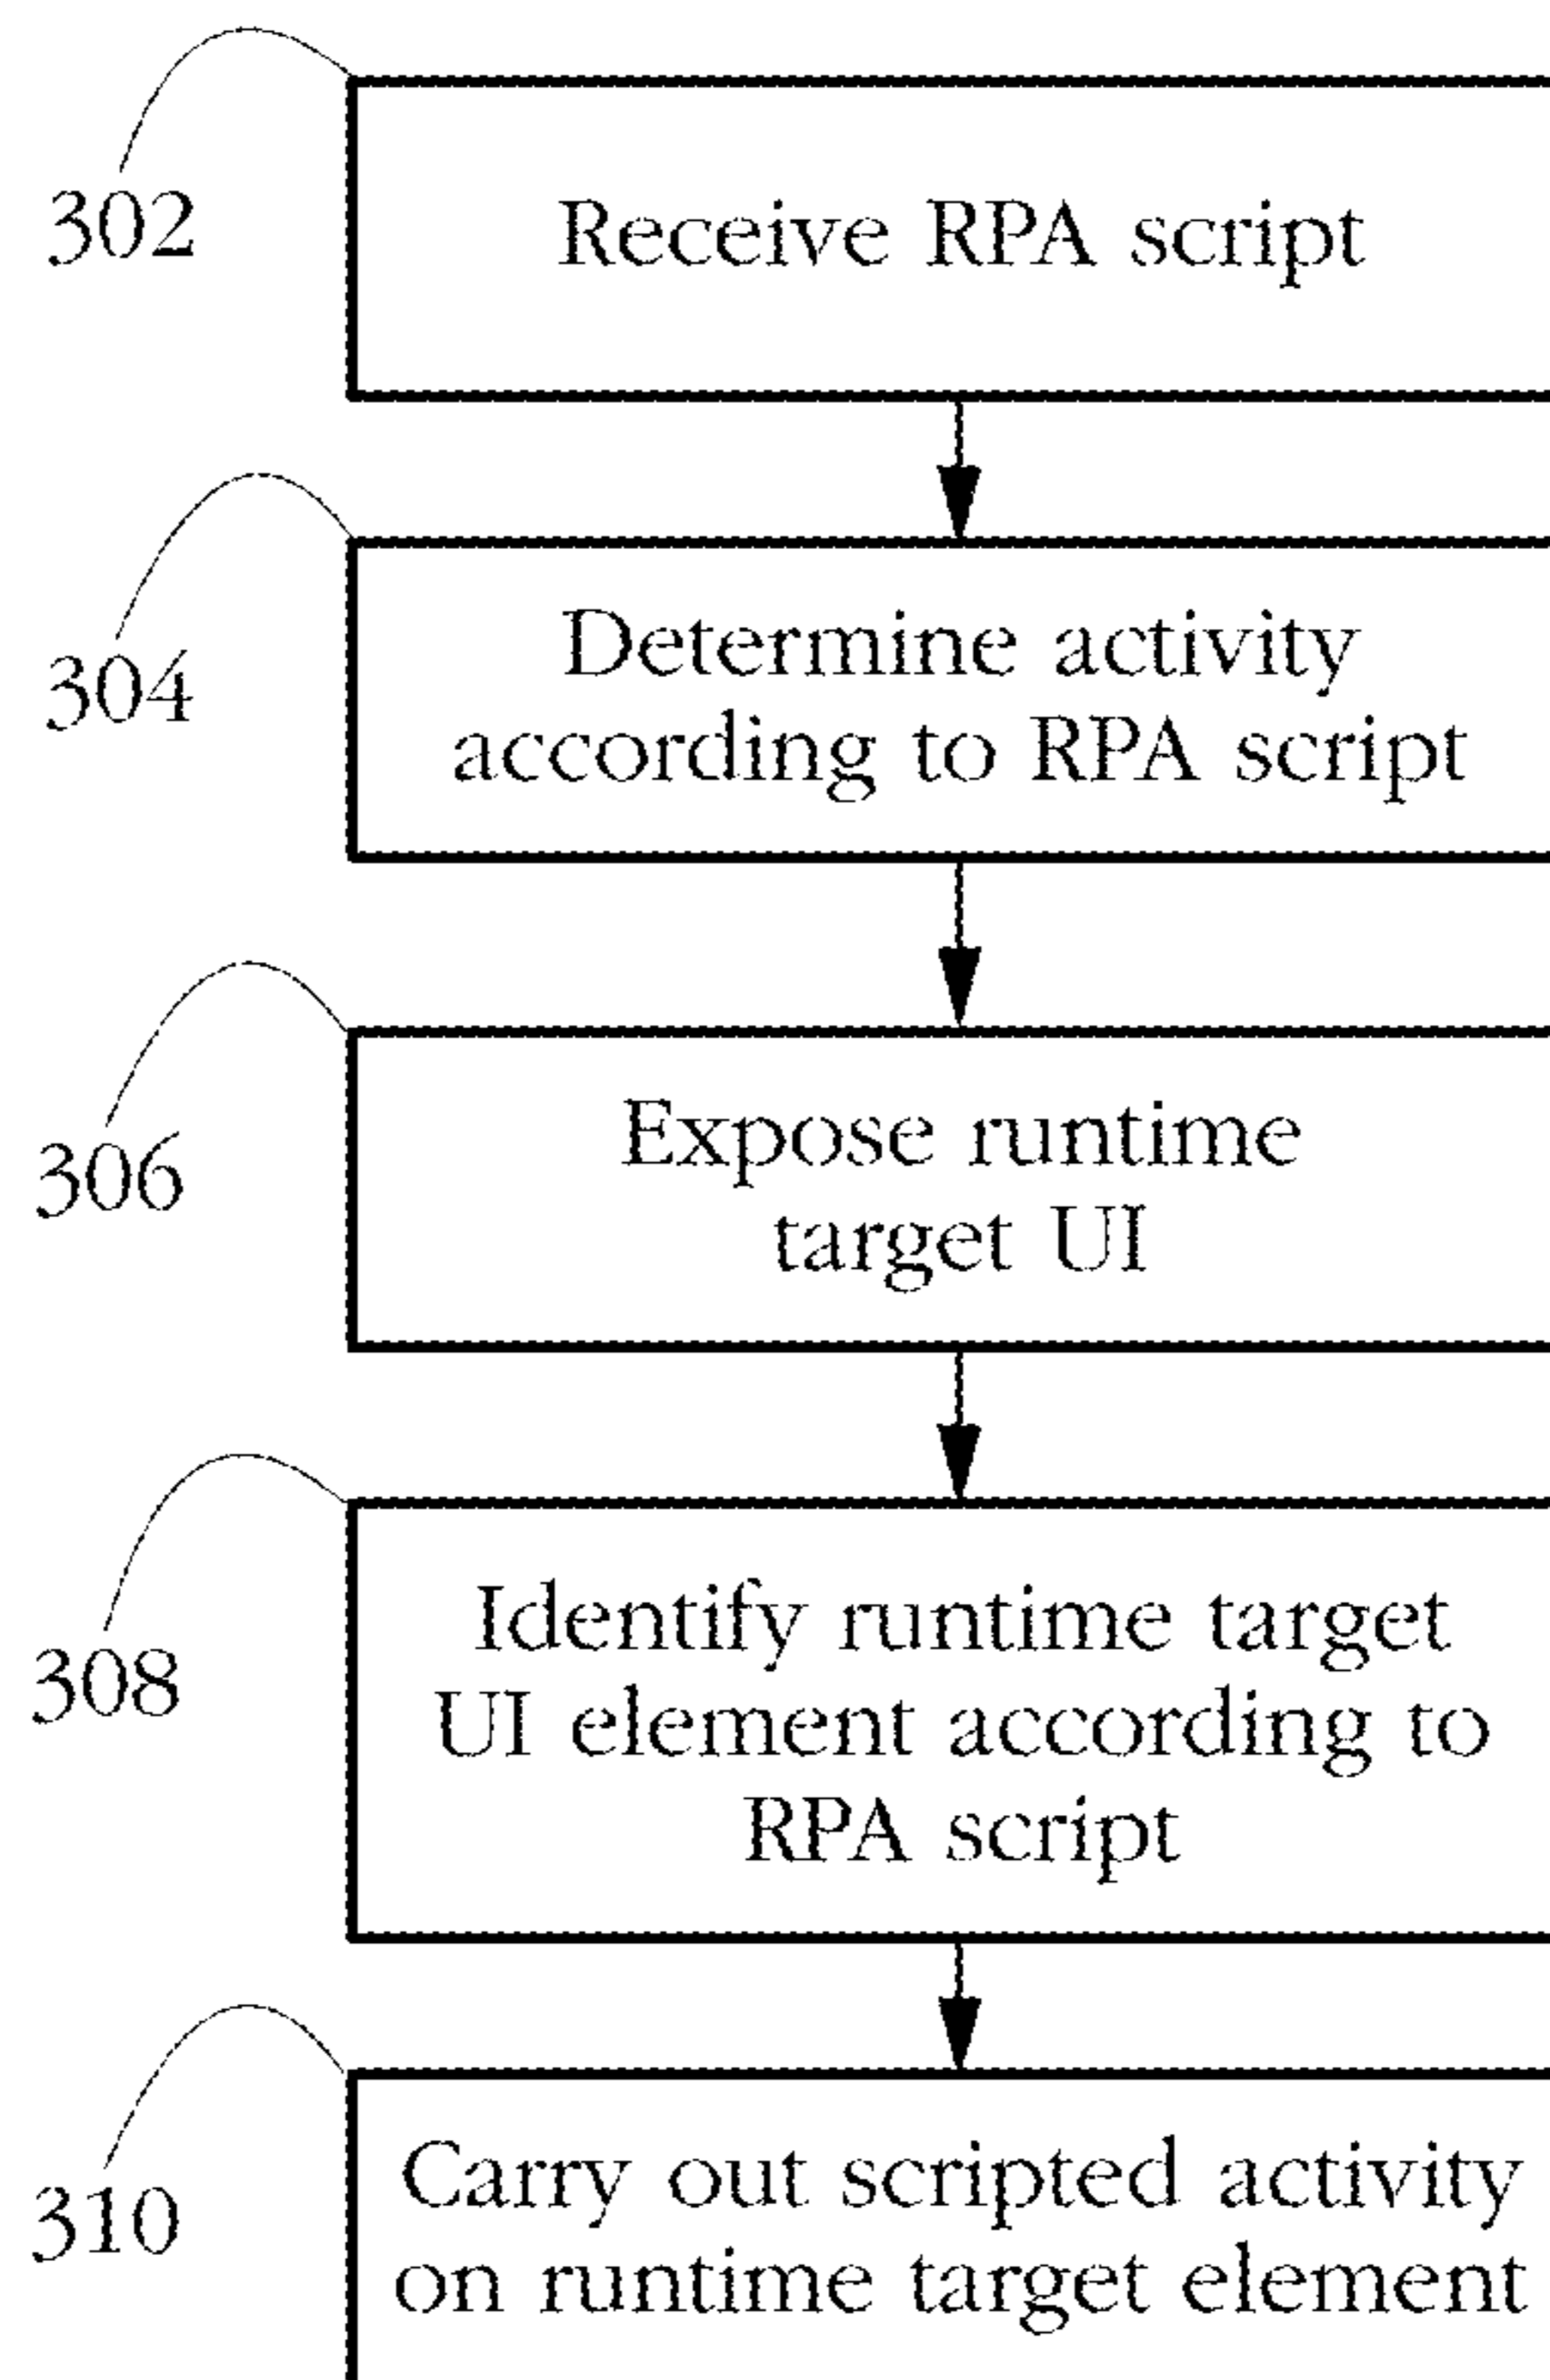 302
Receive RPA script
304
Determine activity
according to RPA script
306
Expose runtime
target UI
308
Identify runtime target
UI element according to
RPA script
310
Carry out scripted activity
on runtime target element